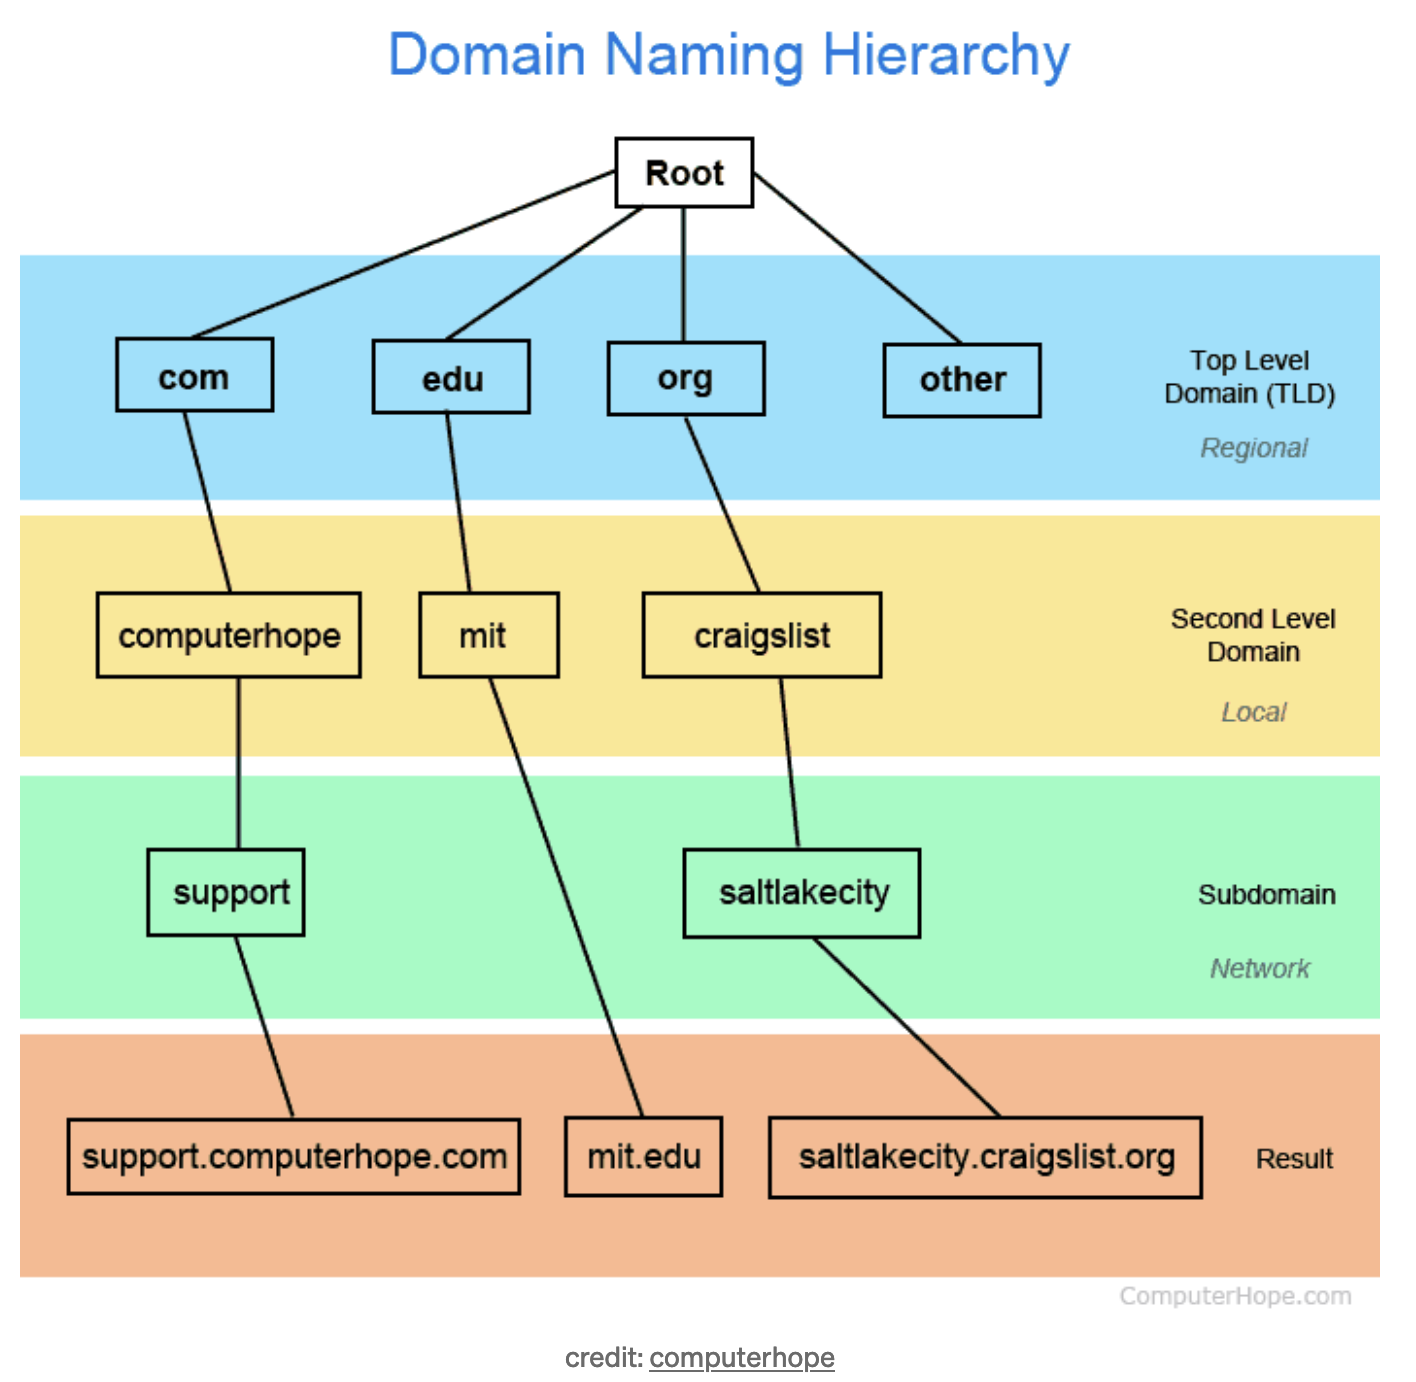 Domain Naming Hierarchy
Root
com
edu
org
other
Top Level
Domain (TLD)
Regional
computerhope
mit
craigslist
Second Level
Domain
Local
support
saltlakecity
Subdomain
Network
support.computerhope.com
mit.edu
saltlakecity.craigslist.org
Result
ComputerHope.com
credit: computerhope